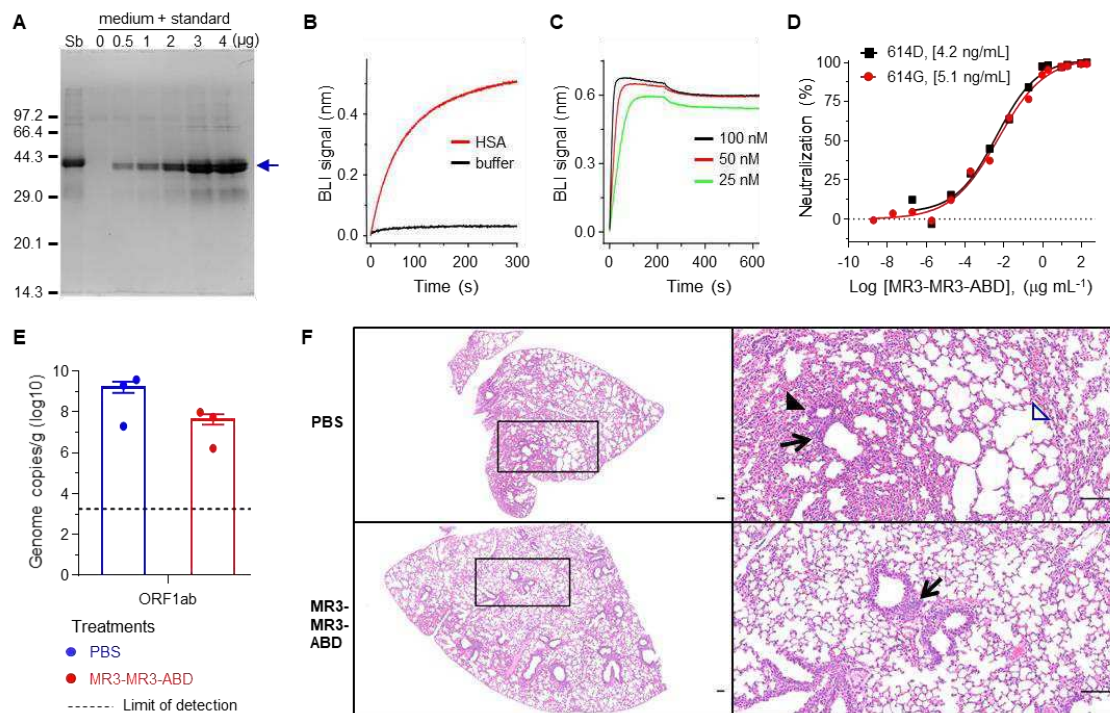 A
medium + standard
Sb 0 0.5 1 2 3 4 (μg)
97.2
66.4
44.3
29.0
20.1
14.3
B
BLI signal (nm)
0.4
0.2
0.0
HSA
buffer
0 100 200 300
Time (s)
C
BLI signal (nm)
0.9
0.6
0.3
0.0
100 nM
50 nM
25 nM
0 200 400 600
Time (s)
D
614D, [4.2 ng/mL]
614G, [5.1 ng/mL]
Neutralization (%)
100
50
0
-10 -8 -6 -4 -2 0 2
Log [MR3-MR3-ABD], (μg mL-1)
E
Genome copies/g (log10)
10
8
6
4
2
0
ORF1ab
Treatments
PBS
MR3-MR3-ABD
Limit of detection
F
PBS
MR3-
MR3-
ABD